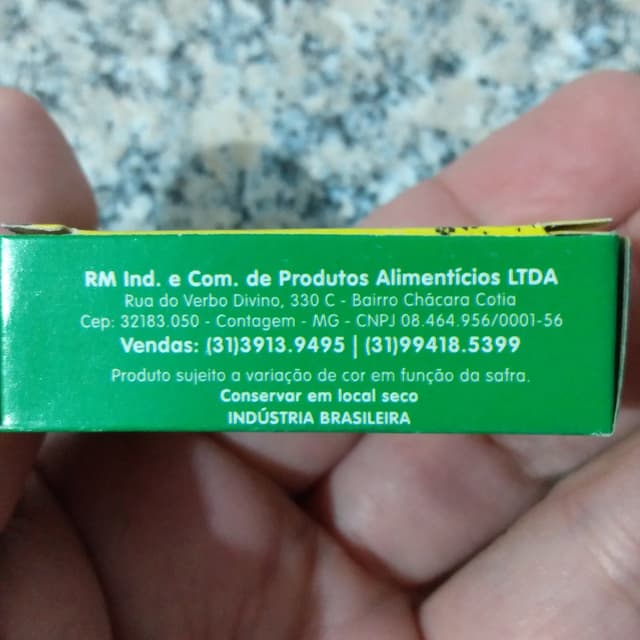 RM Ind. e Com. de Produtos Alimentícios LTDA
Rua do Verbo Divino, 330 C - Bairro Chácara Cotia
Cep: 32183.050 - Contagem - MG - CNPJ 08.464.956/0001-56
Vendas: (31)3913.9495 | (31)99418.5399
Produto sujeito a variação de cor em função da safra.
Conservar em local seco
INDÚSTRIA BRASILEIRA